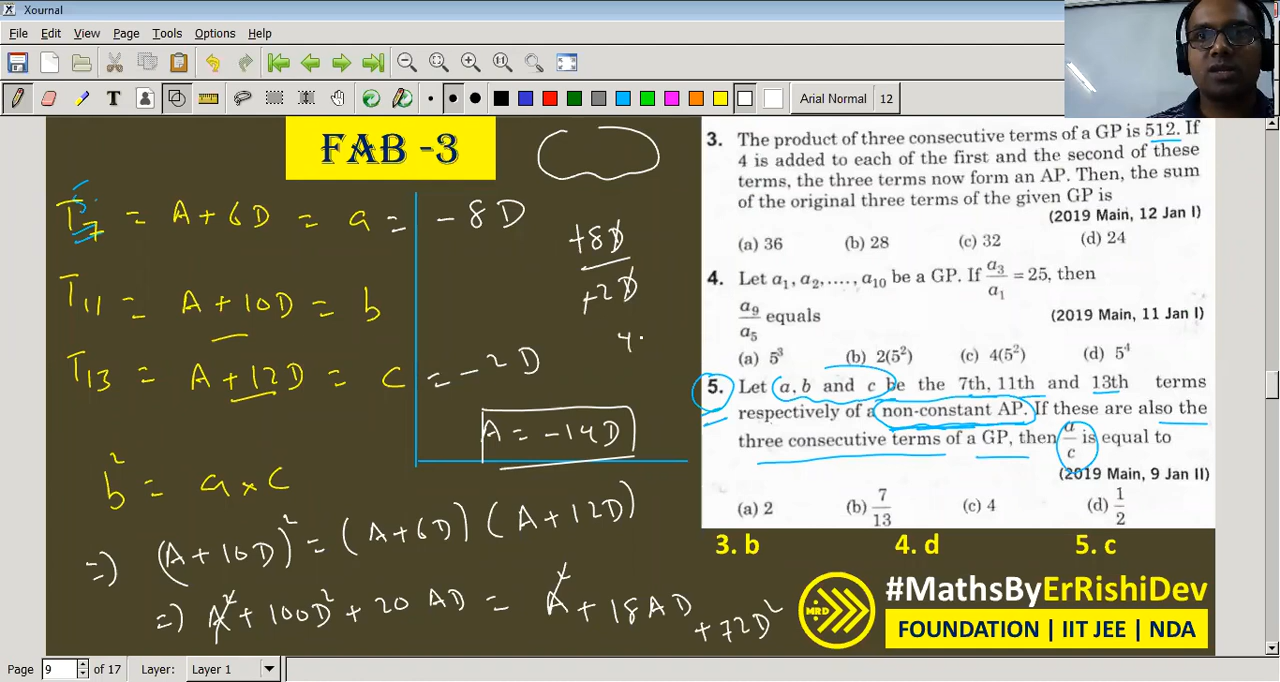 Xournal
File Edit View Page Tools Options Help
Arial Normal 12
FAB -3
T7 = A+6D = a = -8D
T11 = A+10D = b
T13 = A+12D = c = -2D
+8D
+2D
4.
A = -14D
b² = a×c
=) (A+10D)² = (A+6D)(A+12D)
=) A² + 100D² + 20AD = A² + 18AD + 72D²
3. The product of three consecutive terms of a GP is 512. If
4 is added to each of the first and the second of these
terms, the three terms now form an AP. Then, the sum
of the original three terms of the given GP is
(2019 Main, 12 Jan I)
(a) 36 (b) 28 (c) 32 (d) 24
4. Let a₁, a₂, ...., a₁₀ be a GP. If a₃/a₁ = 25, then
a₉/a₅ equals
(2019 Main, 11 Jan I)
(a) 5³ (b) 2(5²) (c) 4(5²) (d) 5⁴
5. Let a, b and c be the 7th, 11th and 13th terms
respectively of a non-constant AP. If these are also the
three consecutive terms of a GP, then a/c is equal to
(2019 Main, 9 Jan II)
(a) 2 (b) 7/13 (c) 4 (d) 1/2
3. b 4. d 5. c
MRD
#MathsByErRishiDev
FOUNDATION | IIT JEE | NDA
Page 9 of 17 Layer: Layer 1